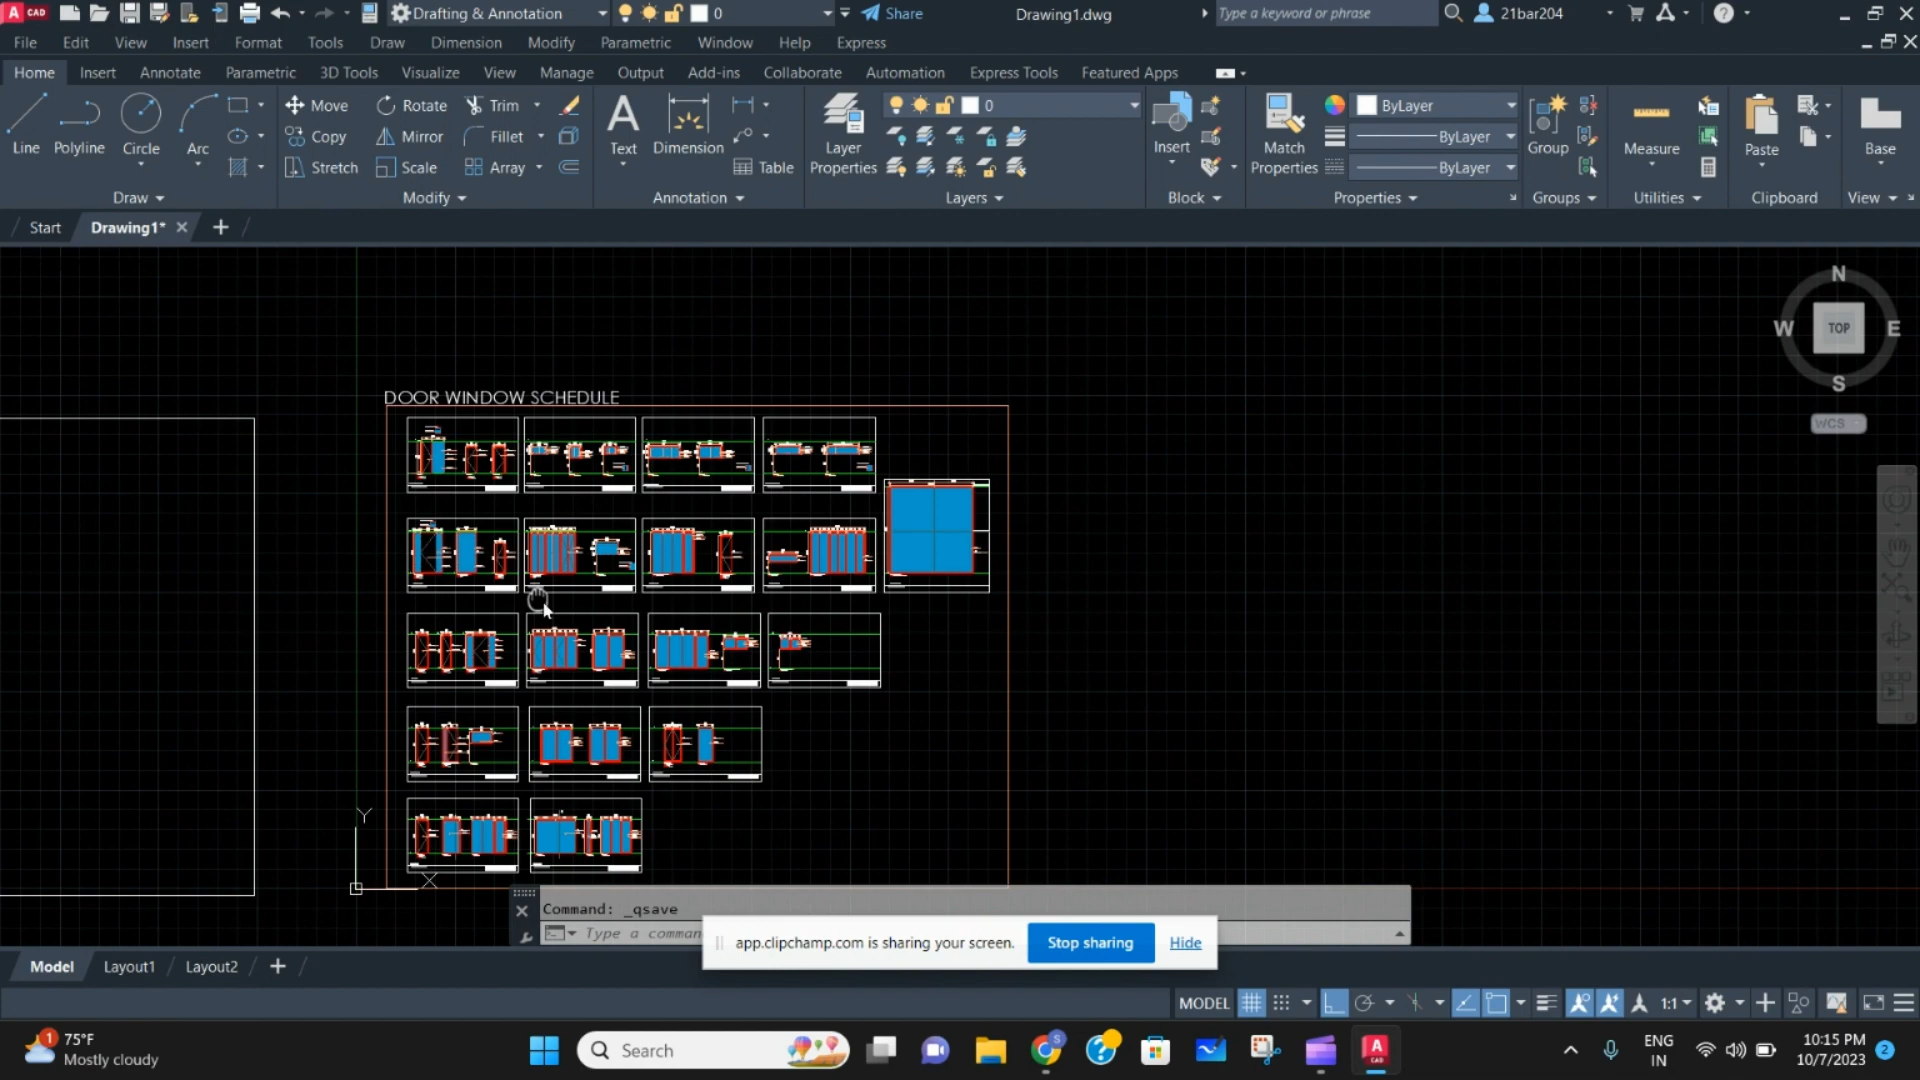 CAD
Drafting & Annotation
0
Share
Drawing1.dwg
Type a keyword or phrase
21bar204
File Edit View Insert Format Tools Draw Dimension Modify Parametric Window Help Express
Home Insert Annotate Parametric 3D Tools Visualize View Manage Output Add-ins Collaborate Automation Express Tools Featured Apps
Line Polyline Circle Arc
Move Rotate Trim
Copy Mirror Fillet
Stretch Scale Array
Text Dimension Table
Layer Properties
0
Insert
Match Properties
ByLayer
ByLayer
ByLayer
Group
Measure
Paste
Base
Draw Modify Annotation Layers Block Properties Groups Utilities Clipboard View
Start Drawing1*
N
W TOP E
S
WCS
DOOR WINDOW SCHEDULE
Y
X
Command: _qsave
Type a comman
app.clipchamp.com is sharing your screen. Stop sharing Hide
Model Layout1 Layout2
MODEL 1:1
1
75°F
Mostly cloudy
Search
S
A
CAD
ENG
IN
10:15 PM
10/7/2023
2